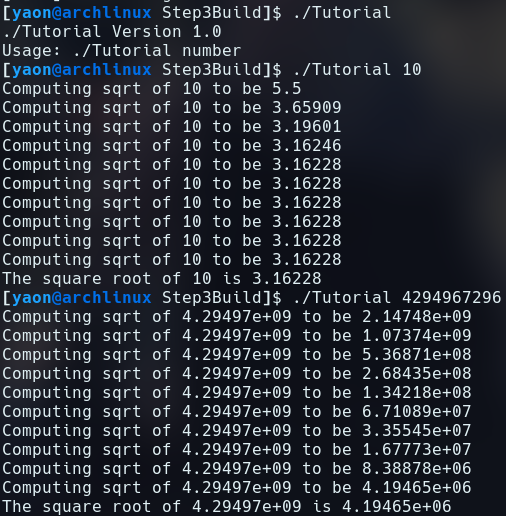 [yaon@archlinux Step3Build]$ ./Tutorial
./Tutorial Version 1.0
Usage: ./Tutorial number
[yaon@archlinux Step3Build]$ ./Tutorial 10
Computing sqrt of 10 to be 5.5
Computing sqrt of 10 to be 3.65909
Computing sqrt of 10 to be 3.19601
Computing sqrt of 10 to be 3.16246
Computing sqrt of 10 to be 3.16228
Computing sqrt of 10 to be 3.16228
Computing sqrt of 10 to be 3.16228
Computing sqrt of 10 to be 3.16228
Computing sqrt of 10 to be 3.16228
Computing sqrt of 10 to be 3.16228
The square root of 10 is 3.16228
[yaon@archlinux Step3Build]$ ./Tutorial 4294967296
Computing sqrt of 4.29497e+09 to be 2.14748e+09
Computing sqrt of 4.29497e+09 to be 1.07374e+09
Computing sqrt of 4.29497e+09 to be 5.36871e+08
Computing sqrt of 4.29497e+09 to be 2.68435e+08
Computing sqrt of 4.29497e+09 to be 1.34218e+08
Computing sqrt of 4.29497e+09 to be 6.71089e+07
Computing sqrt of 4.29497e+09 to be 3.35545e+07
Computing sqrt of 4.29497e+09 to be 1.67773e+07
Computing sqrt of 4.29497e+09 to be 8.38878e+06
Computing sqrt of 4.29497e+09 to be 4.19465e+06
The square root of 4.29497e+09 is 4.19465e+06